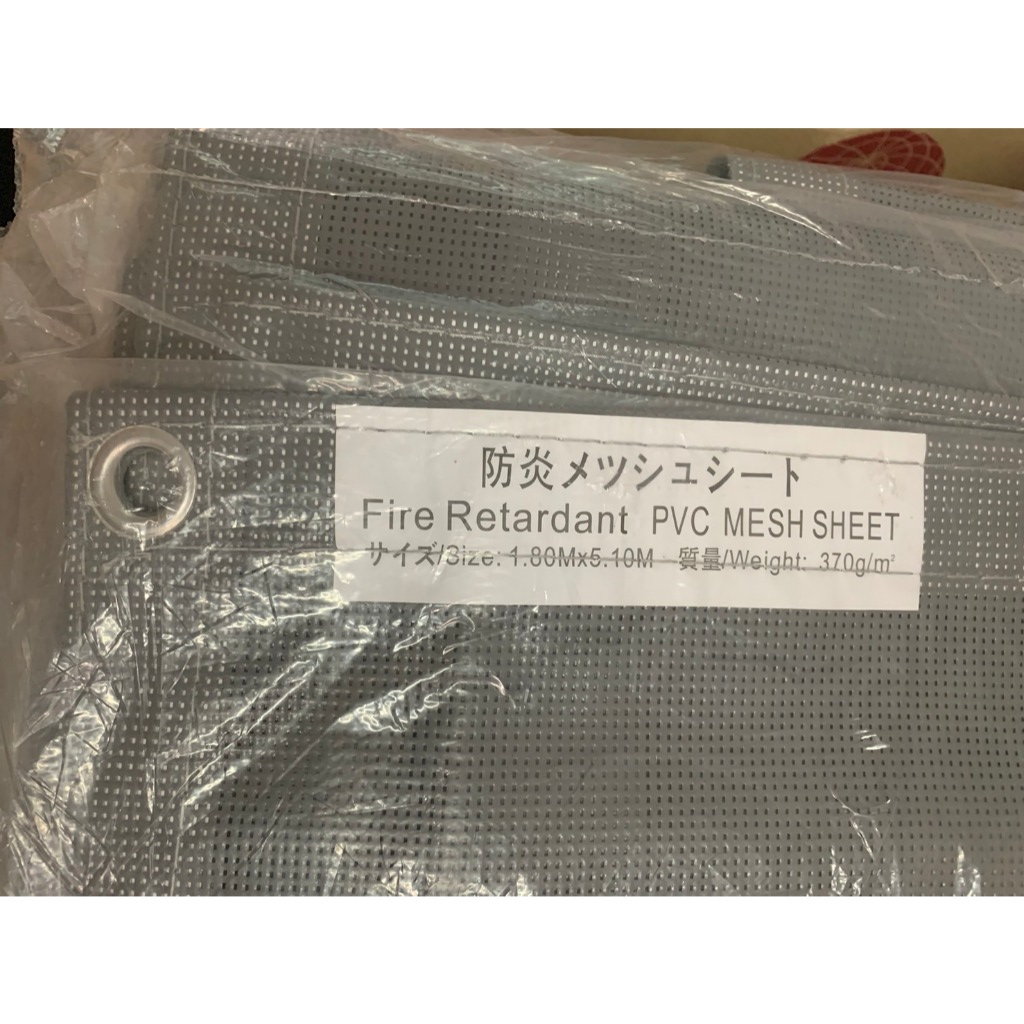 防炎メツシュシート
Fire Retardant PVC MESH SHEET
サイズ/Size: 1.80Mx5.10M 質量/Weight: 370g/m²